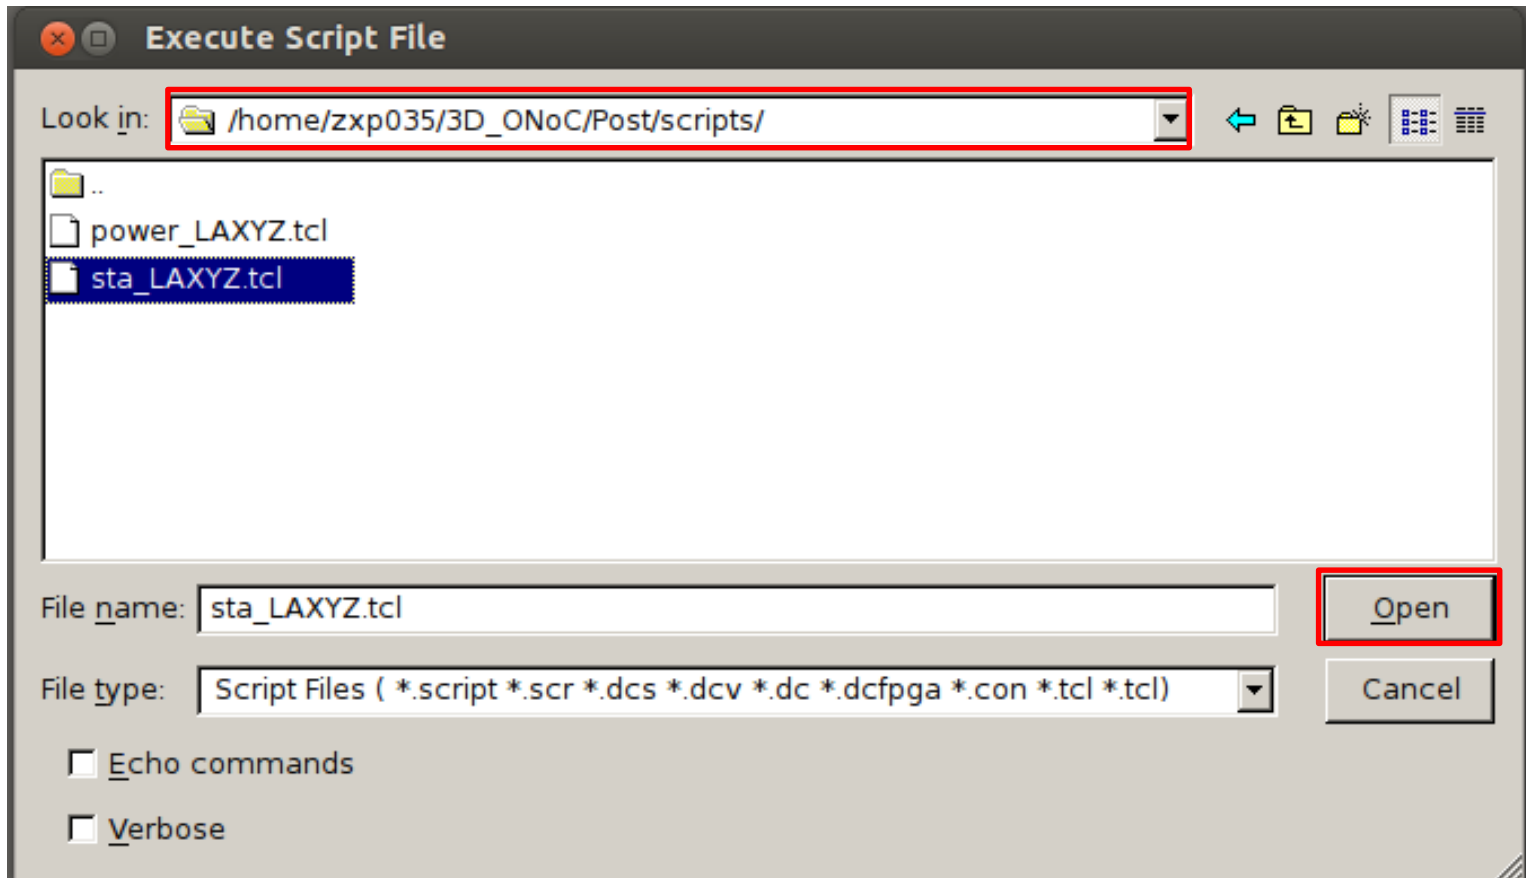 Execute Script File
Look in: /home/zxp035/3D_ONoC/Post/scripts/
..
power_LAXYZ.tcl
sta_LAXYZ.tcl
File name: sta_LAXYZ.tcl Open
File type: Script Files ( *.script *.scr *.dcs *.dcv *.dc *.dcfpga *.con *.tcl *.tcl) Cancel
Echo commands
Verbose